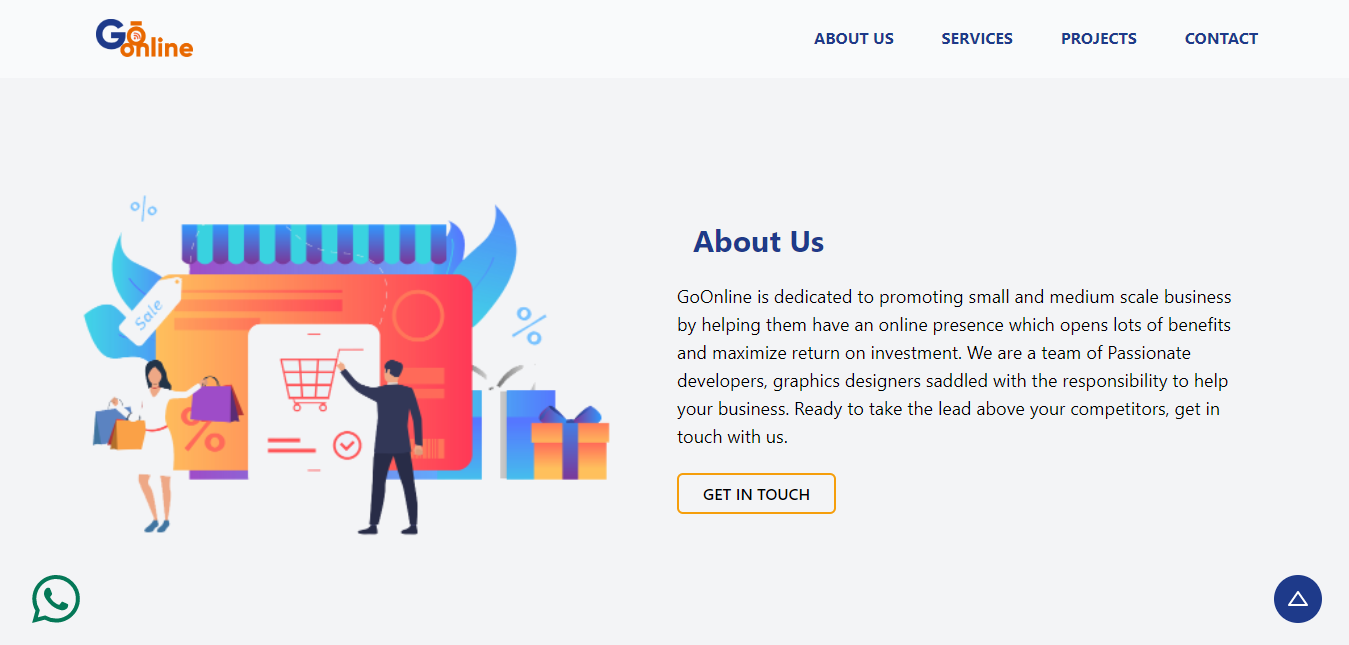 Go online
ABOUT US SERVICES PROJECTS CONTACT
Sale
About Us
GoOnline is dedicated to promoting small and medium scale business
by helping them have an online presence which opens lots of benefits
and maximize return on investment. We are a team of Passionate
developers, graphics designers saddled with the responsibility to help
your business. Ready to take the lead above your competitors, get in
touch with us.
GET IN TOUCH